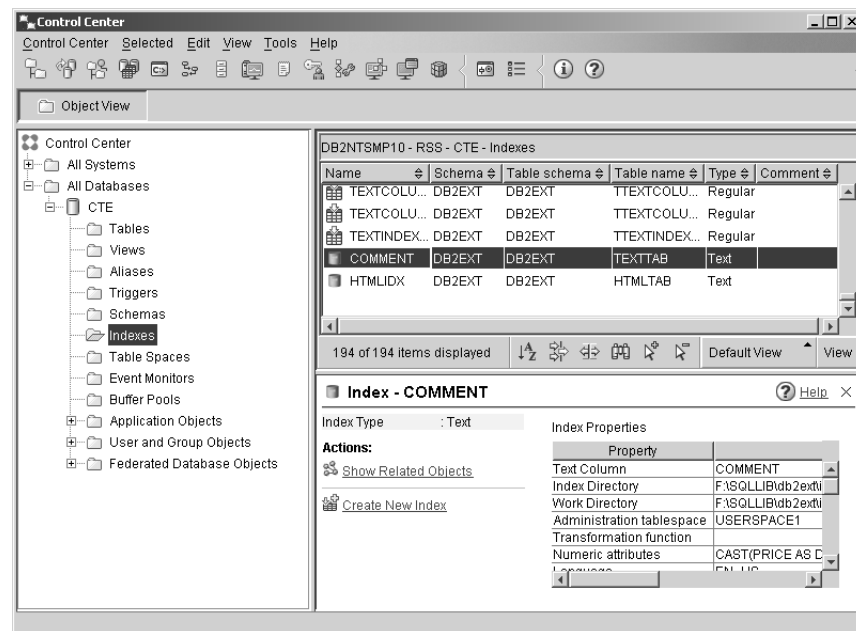 Control Center
Control Center Selected Edit View Tools Help
Object View
Control Center
All Systems
All Databases
CTE
Tables
Views
Aliases
Triggers
Schemas
Indexes
Table Spaces
Event Monitors
Buffer Pools
Application Objects
User and Group Objects
Federated Database Objects
DB2NTSMP10 - RSS - CTE - Indexes
Name Schema Table schema Table name Type Comment
TEXTCOLU... DB2EXT DB2EXT TTEXTCOLU... Regular
TEXTCOLU... DB2EXT DB2EXT TTEXTCOLU... Regular
TEXTINDEX... DB2EXT DB2EXT TTEXTINDEX... Regular
COMMENT DB2EXT DB2EXT TEXTTAB Text
HTMLIDX DB2EXT DB2EXT HTMLTAB Text
194 of 194 items displayed Default View View
Index - COMMENT Help
Index Type : Text
Actions:
Show Related Objects
Create New Index
Index Properties
Property
Text Column COMMENT
Index Directory F:\SQLLIB\db2ext\i
Work Directory F:\SQLLIB\db2ext\i
Administration tablespace USERSPACE1
Transformation function
Numeric attributes CAST(PRICE AS D
Language EN_US